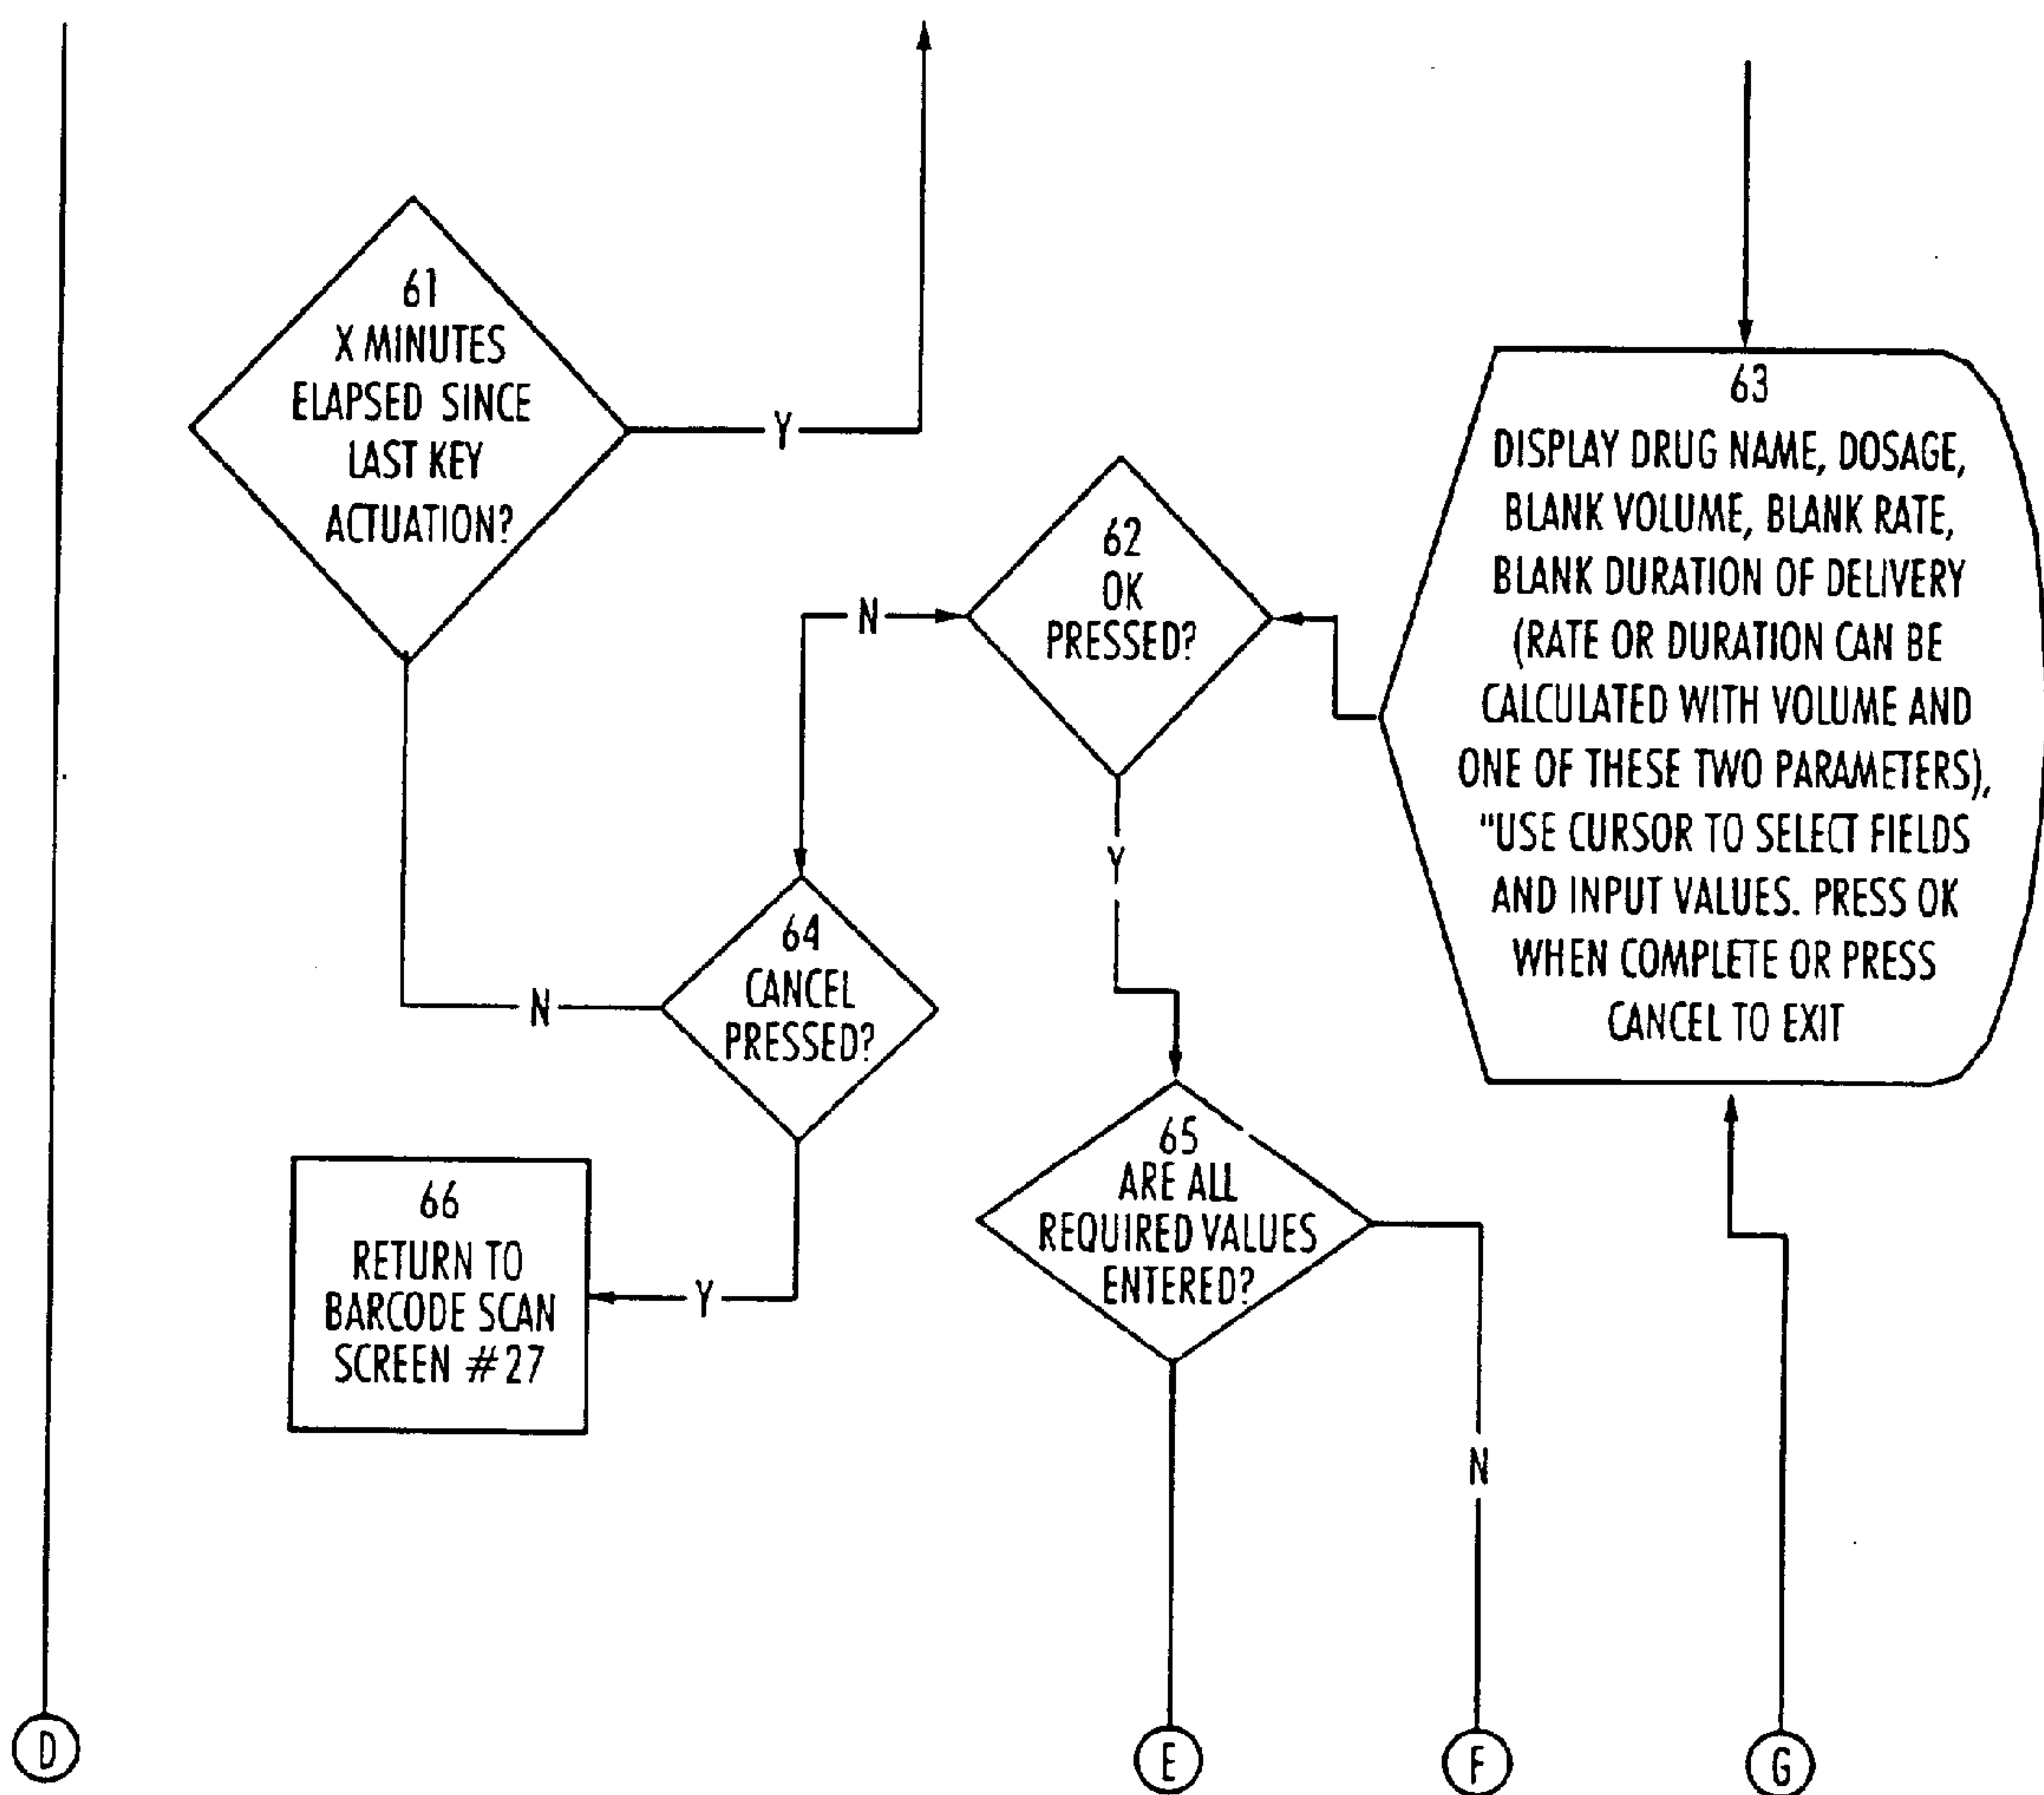 61
X MINUTES
ELAPSED SINCE
LAST KEY
ACTUATION?
Y
63
DISPLAY DRUG NAME, DOSAGE,
BLANK VOLUME, BLANK RATE,
BLANK DURATION OF DELIVERY
(RATE OR DURATION CAN BE
CALCULATED WITH VOLUME AND
ONE OF THESE TWO PARAMETERS),
"USE CURSOR TO SELECT FIELDS
AND INPUT VALUES. PRESS OK
WHEN COMPLETE OR PRESS
CANCEL TO EXIT
62
OK
PRESSED?
N
Y
64
CANCEL
PRESSED?
N
Y
65
ARE ALL
REQUIRED VALUES
ENTERED?
N
66
RETURN TO
BARCODE SCAN
SCREEN #27
D
E
F
G